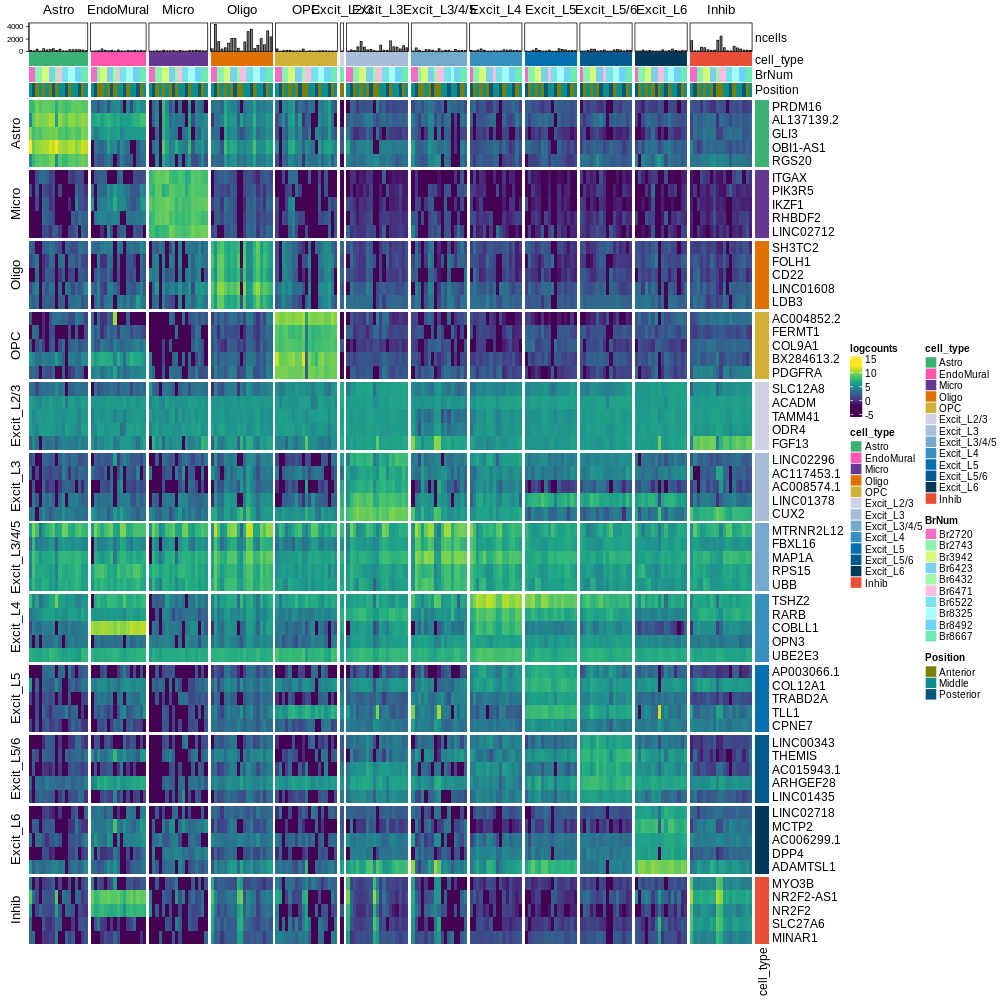 Astro EndoMural Micro Oligo OPC Excit_L2/3 Excit_L3 Excit_L3/4/5 Excit_L4 Excit_L5 Excit_L5/6 Excit_L6 Inhib
4000
2000
0
ncells
cell_type
BrNum
Position
Astro
PRDM16
AL137139.2
GLI3
OBI1-AS1
RGS20
Micro
ITGAX
PIK3R5
IKZF1
RHBDF2
LINC02712
Oligo
SH3TC2
FOLH1
CD22
LINC01608
LDB3
OPC
AC004852.2
FERMT1
COL9A1
BX284613.2
PDGFRA
Excit_L2/3
SLC12A8
ACADM
TAMM41
ODR4
FGF13
Excit_L3
LINC02296
AC117453.1
AC008574.1
LINC01378
CUX2
Excit_L3/4/5
MTRNR2L12
FBXL16
MAP1A
RPS15
UBB
Excit_L4
TSHZ2
RARB
COBLL1
OPN3
UBE2E3
Excit_L5
AP003066.1
COL12A1
TRABD2A
TLL1
CPNE7
Excit_L5/6
LINC00343
THEMIS
AC015943.1
ARHGEF28
LINC01435
Excit_L6
LINC02718
MCTP2
AC006299.1
DPP4
ADAMTSL1
Inhib
MYO3B
NR2F2-AS1
NR2F2
SLC27A6
MINAR1
cell_type
logcounts
15
10
5
0
-5
cell_type
Astro
EndoMural
Micro
Oligo
OPC
Excit_L2/3
Excit_L3
Excit_L3/4/5
Excit_L4
Excit_L5
Excit_L5/6
Excit_L6
Inhib
cell_type
Astro
EndoMural
Micro
Oligo
OPC
Excit_L2/3
Excit_L3
Excit_L3/4/5
Excit_L4
Excit_L5
Excit_L5/6
Excit_L6
Inhib
BrNum
Br2720
Br2743
Br3942
Br6423
Br6432
Br6471
Br6522
Br8325
Br8492
Br8667
Position
Anterior
Middle
Posterior